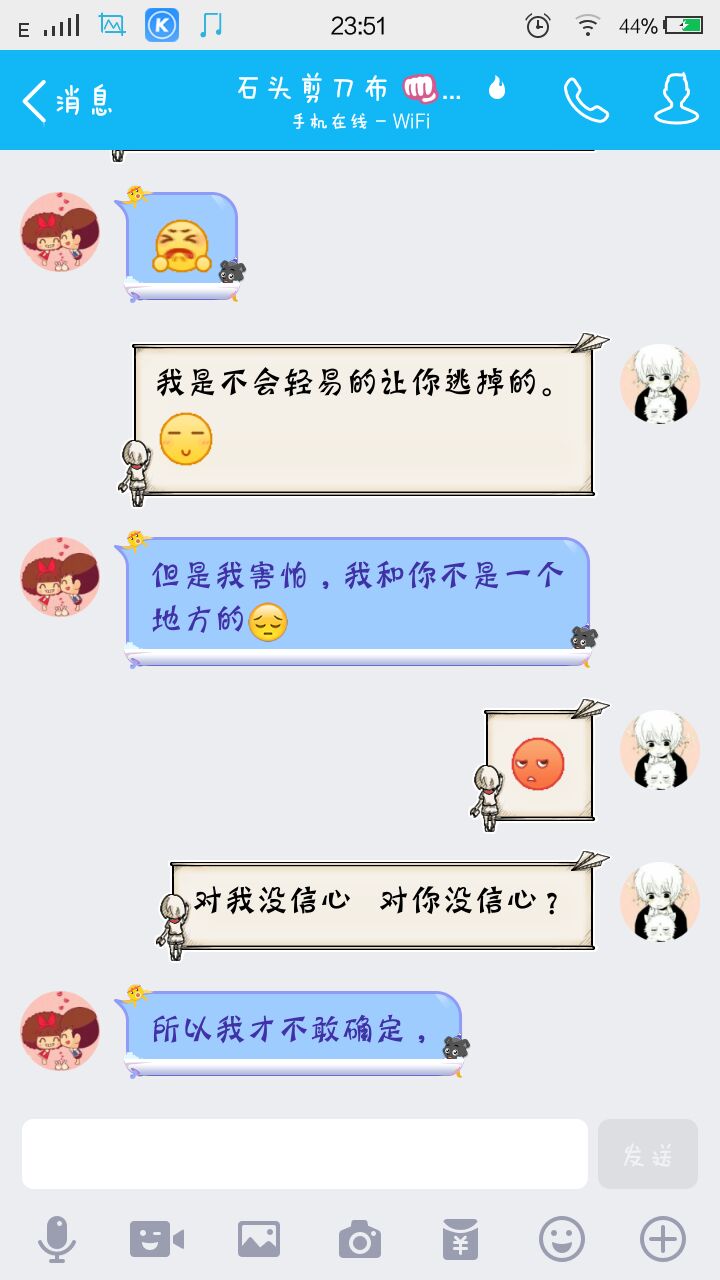 E
23:51
44%
消息
石头剪刀布 👊...
手机在线 - WiFi
我是不会轻易的让你逃掉的。
但是我害怕，我和你不是一个
地方的
对我没信心 对你没信心？
所以我才不敢确定，
发送